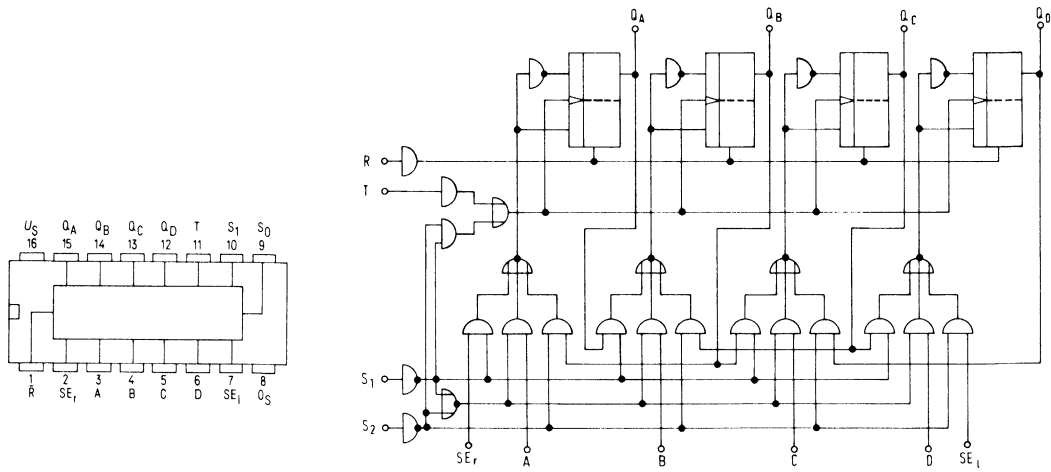 Q_A Q_B Q_C Q_D
R
T
U_S Q_A Q_B Q_C Q_D T S_1 S_0
16 15 14 13 12 11 10 9
1 2 3 4 5 6 7 8
R̄ SE_r A B C D SE_l 0_S
S_1
S_2
SE_r A B C D SE_l